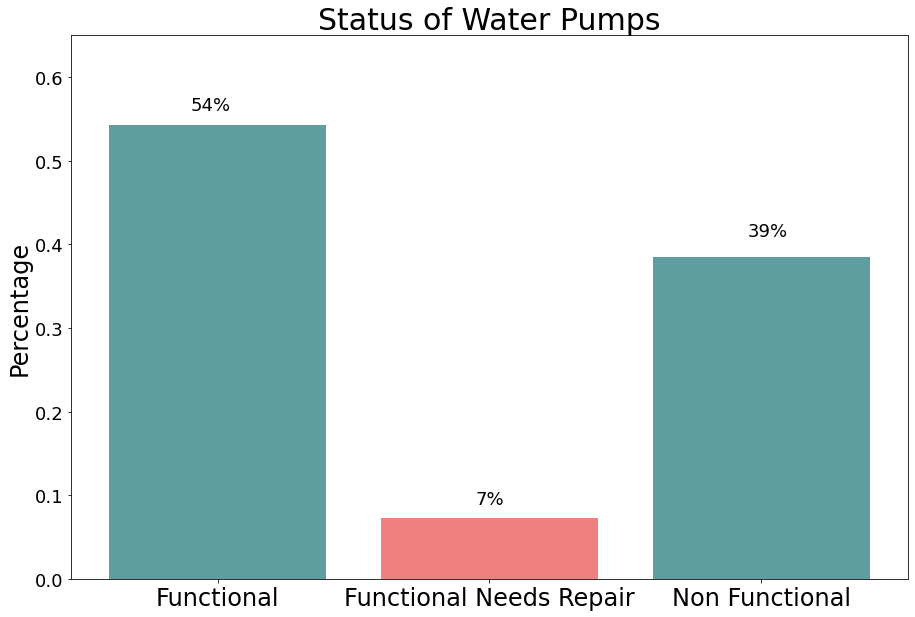 Status of Water Pumps
Percentage
0.6
0.5
0.4
0.3
0.2
0.1
0.0
54%
7%
39%
Functional
Functional Needs Repair
Non Functional